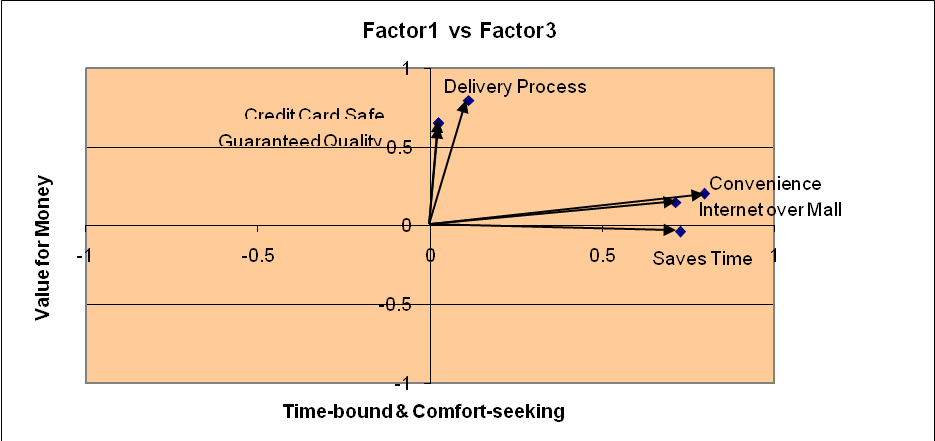 Factor1 vs Factor3
1
Delivery Process
Credit Card Safe
Guaranteed Quality
0.5
Convenience
Internet over Mall
0
-1
-0.5
0
0.5
1
Saves Time
-0.5
-1
Value for Money
Time-bound & Comfort-seeking